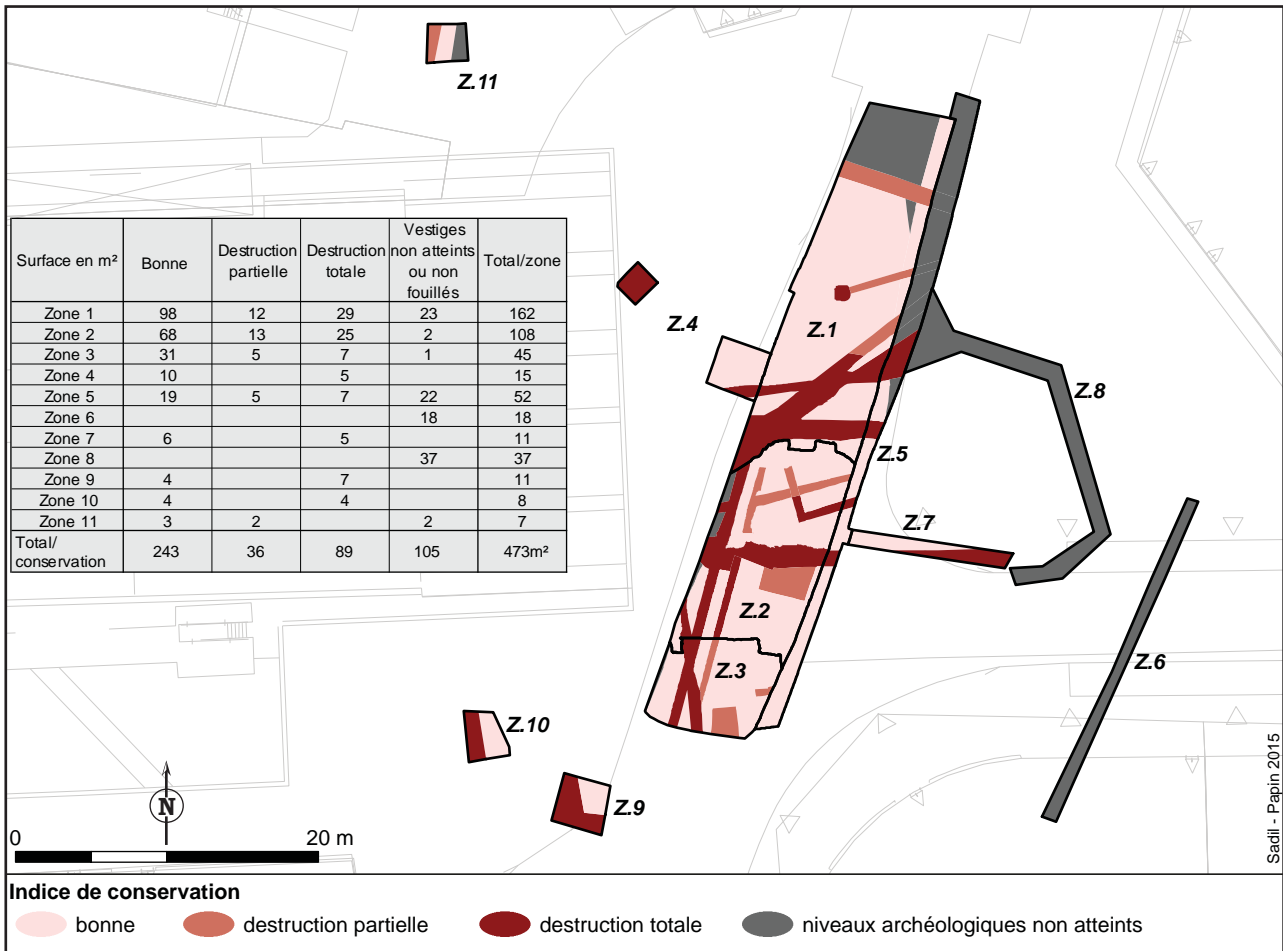 Z.11
Surface en m² Bonne Destruction partielle Destruction totale Vestiges non atteints ou non fouillés Total/zone
Zone 1 98 12 29 23 162
Zone 2 68 13 25 2 108
Zone 3 31 5 7 1 45
Zone 4 10 5 15
Zone 5 19 5 7 22 52
Zone 6 18 18
Zone 7 6 5 11
Zone 8 37 37
Zone 9 4 7 11
Zone 10 4 4 8
Zone 11 3 2 2 7
Total/ conservation 243 36 89 105 473m²
Z.4
Z.1
Z.8
Z.5
Z.7
Z.2
Z.3
Z.6
Z.10
Z.9
N
0 20 m
Sadil - Papin 2015
Indice de conservation
bonne destruction partielle destruction totale niveaux archéologiques non atteints